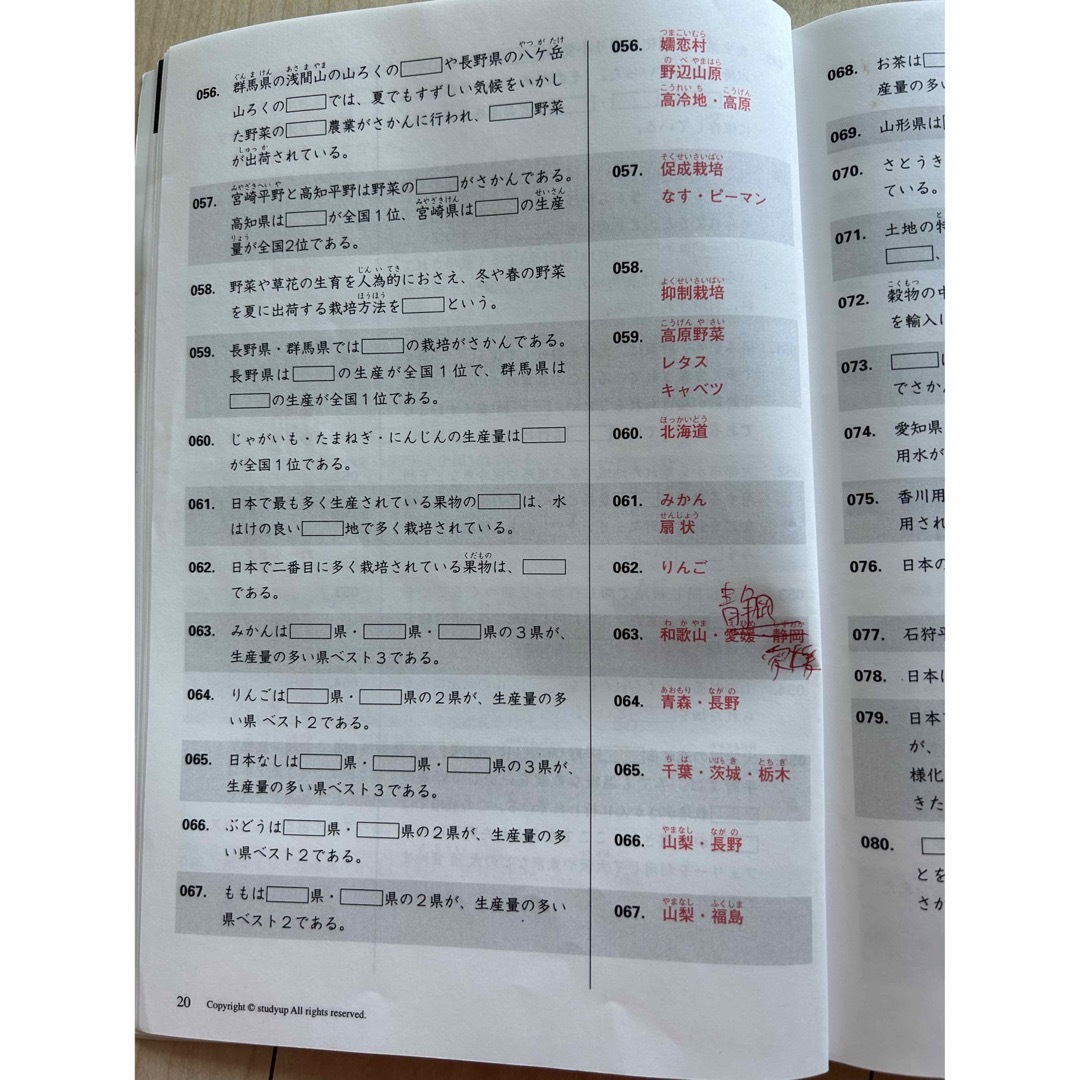 056. 群馬県の浅間山の山ろくの や長野県の八ケ岳
山ろくの では、夏でもすずしい気候をいかし
た野菜の 農業がさかんに行われ、 野菜
が出荷されている。
057. 宮崎平野と高知平野は野菜の がさかんである。
高知県は が全国1位、宮崎県は の生産
量が全国2位である。
058. 野菜や草花の生育を人為的におさえ、冬や春の野菜
を夏に出荷する栽培方法を という。
059. 長野県・群馬県では の栽培がさかんである。
長野県は の生産が全国1位で、群馬県は
の生産が全国1位である。
060. じゃがいも・たまねぎ・にんじんの生産量は
が全国1位である。
061. 日本で最も多く生産されている果物の は、水
はけの良い 地で多く栽培されている。
062. 日本で二番目に多く栽培されている果物は、
である。
063. みかんは 県・ 県・ 県の3県が、
生産量の多い県ベスト3である。
064. りんごは 県・ 県の2県が、生産量の多
い県 ベスト2である。
065. 日本なしは 県・ 県・ 県の3県が、
生産量の多い県ベスト3である。
066. ぶどうは 県・ 県の2県が、生産量の多
い県ベスト2である。
067. ももは 県・ 県の2県が、生産量の多い
県ベスト2である。
20 Copyright © studyup All rights reserved.
056. 嬬恋村
野辺山原
高冷地・高原
057. 促成栽培
なす・ピーマン
058.
抑制栽培
059. 高原野菜
レタス
キャベツ
060. 北海道
061. みかん
扇状
062. りんご
静岡
063. 和歌山・愛媛・静岡
愛媛
064. 青森・長野
065. 千葉・茨城・栃木
066. 山梨・長野
067. 山梨・福島
068. お茶は
産量の多い
069. 山形県は
070. さとうき
ている。
071. 土地の特
、
072. 穀物の中
を輸入し
073.
でさかん
074. 愛知県
用水が
075. 香川用
用され
076. 日本の
077. 石狩平
078. 日本は
079. 日本で
が、
様化
きた
080.
とを
さか